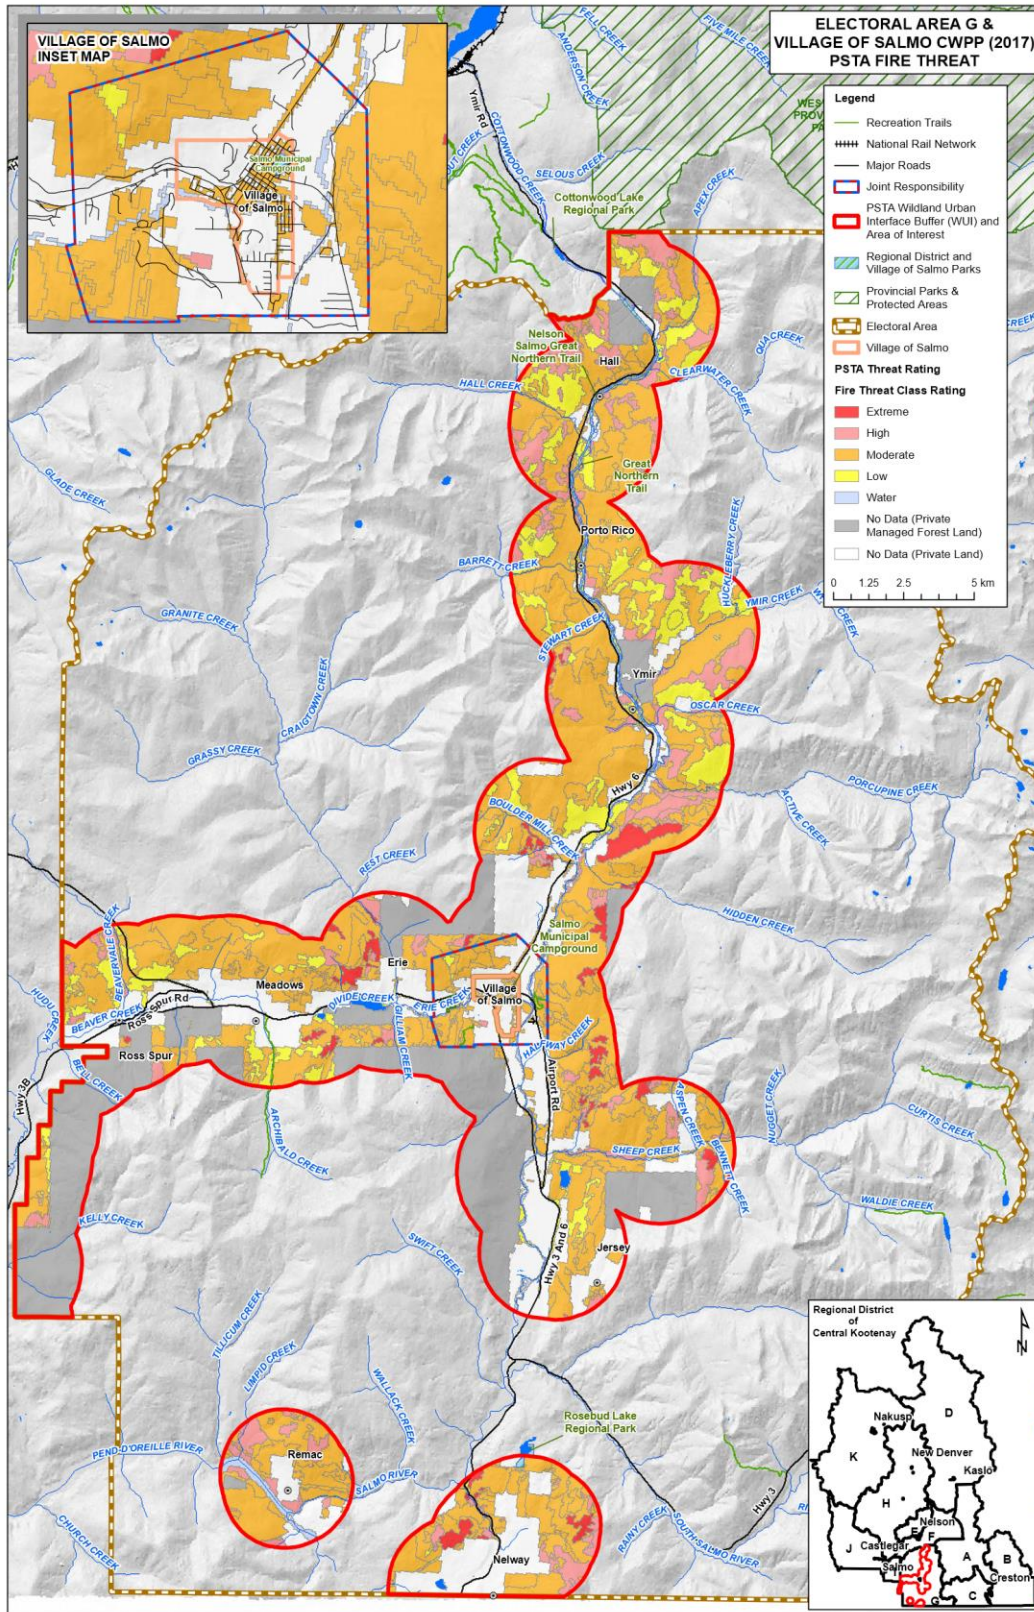 VILLAGE OF SALMO
INSET MAP
Salmo Municipal
Campground
Village
of Salmo
ELECTORAL AREA G &
VILLAGE OF SALMO CWPP (2017)
PSTA FIRE THREAT
Legend
Recreation Trails
National Rail Network
Major Roads
Joint Responsibility
PSTA Wildland Urban
Interface Buffer (WUI) and
Area of Interest
Regional District and
Village of Salmo Parks
Provincial Parks &
Protected Areas
Electoral Area
Village of Salmo
PSTA Threat Rating
Fire Threat Class Rating
Extreme
High
Moderate
Low
Water
No Data (Private
Managed Forest Land)
No Data (Private Land)
0 1.25 2.5 5 km
FELL CREEK
FIVE MILE CREEK
ANDERSON CREEK
Ymir Rd
COTTONWOOD CREEK
SELOUS CREEK
APEX CREEK
Cottonwood Lake
Regional Park
QUA CREEK
Nelson
Salmo Great
Northern Trail
Hall
HALL CREEK
CLEARWATER CREEK
Great
Northern
Trail
GLADE CREEK
Porto Rico
HUCKLEBERRY CREEK
BARRETT CREEK
YMIR CREEK
GRANITE CREEK
STEWART CREEK
Ymir
OSCAR CREEK
CRAIGTOWN CREEK
GRASSY CREEK
Hwy 6
PORCUPINE CREEK
ACTIVE CREEK
BOULDER MILL CREEK
REST CREEK
HIDDEN CREEK
Salmo
Municipal
Campground
BEAVERVALE CREEK
Erie
Meadows
Village
of Salmo
HUDU CREEK
BEAVER CREEK
Ross Spur Rd
DIVIDE CREEK
ERIE CREEK
GILLIAM CREEK
HALFWAY CREEK
Ross Spur
BELL CREEK
Hwy 3B
Airport Rd
ASPEN CREEK
NUGGET CREEK
CURTIS CREEK
ARCHIBALD CREEK
SHEEP CREEK
BENNETT CREEK
WALDIE CREEK
KELLY CREEK
SWIFT CREEK
Jersey
Hwy 3 And 6
TILLICUM CREEK
LIMPID CREEK
WALLACK CREEK
Rosebud Lake
Regional Park
PEND-D'OREILLE RIVER
Remac
SALMO RIVER
Hwy 3
CHURCH CREEK
RAINY CREEK
SOUTH SALMO RIVER
Nelway
Regional District
of
Central Kootenay
N
D
Nakusp
K
New Denver
Kaslo
H
Nelson
E
F
J
Castlegar
I
A
B
Salmo
Creston
G
C